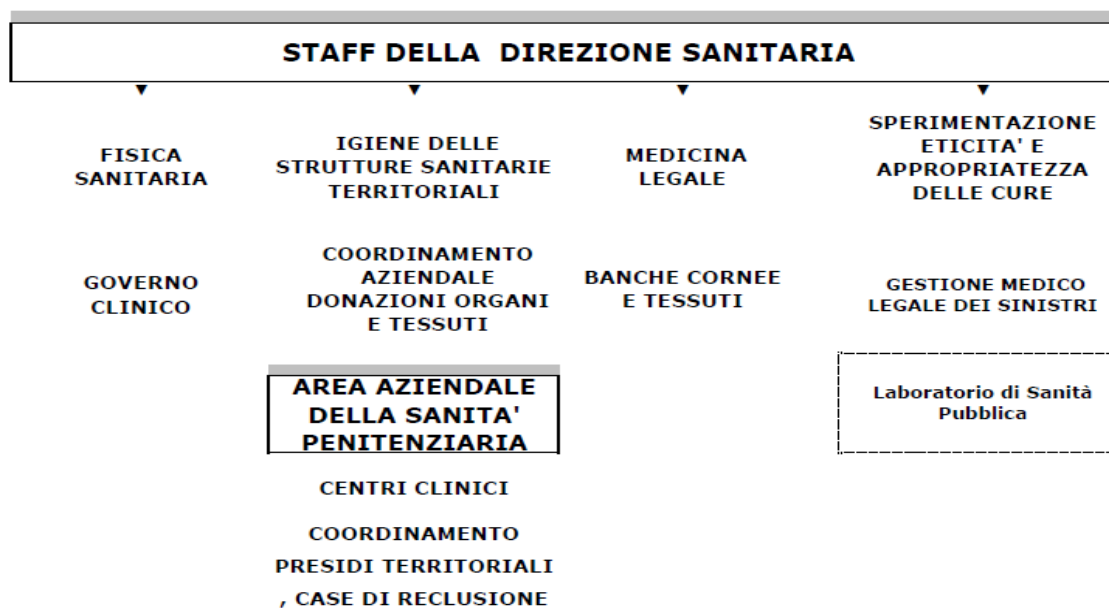 STAFF DELLA  DIREZIONE SANITARIA
FISICA
SANITARIA
IGIENE DELLE
STRUTTURE SANITARIE
TERRITORIALI
MEDICINA
LEGALE
SPERIMENTAZIONE
ETICITA' E
APPROPRIATEZZA
DELLE CURE
GOVERNO
CLINICO
COORDINAMENTO
AZIENDALE
DONAZIONI ORGANI
E TESSUTI
BANCHE CORNEE
E TESSUTI
GESTIONE MEDICO
LEGALE DEI SINISTRI
AREA AZIENDALE
DELLA SANITA'
PENITENZIARIA
Laboratorio di Sanità
Pubblica
CENTRI CLINICI
COORDINAMENTO
PRESIDI TERRITORIALI
, CASE DI RECLUSIONE